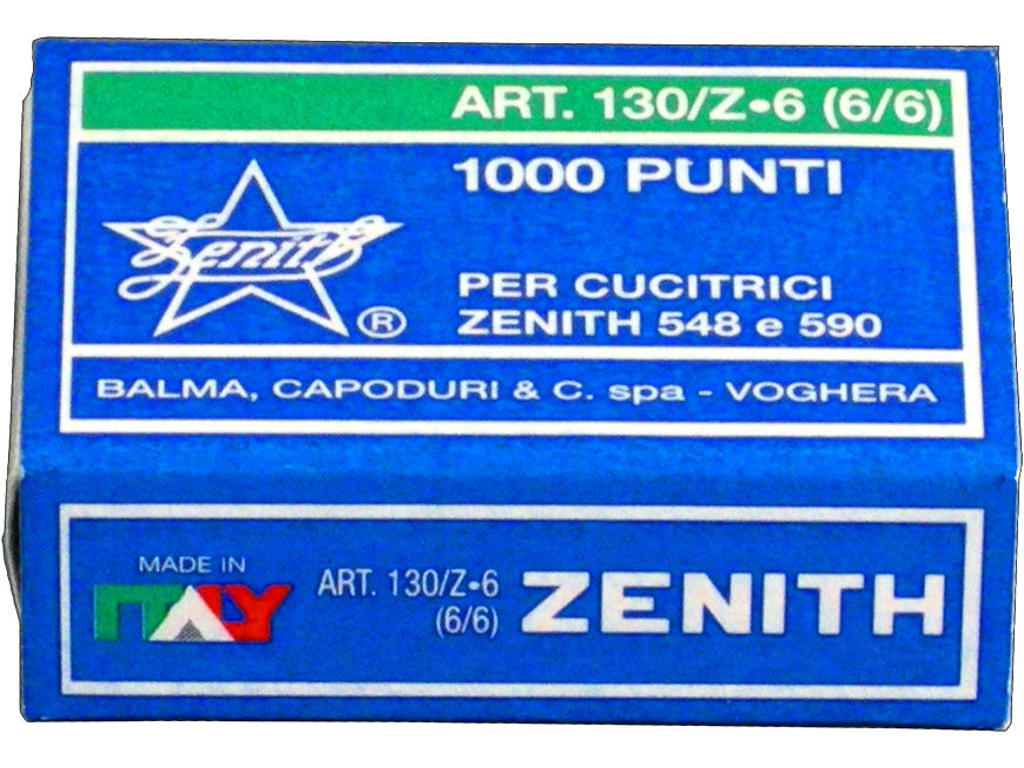 ART. 130/Z•6 (6/6)
1000 PUNTI
Zenith
®
PER CUCITRICI
ZENITH 548 e 590
BALMA, CAPODURI & C. spa - VOGHERA
MADE IN
ITALY
ART. 130/Z•6
(6/6)
ZENITH